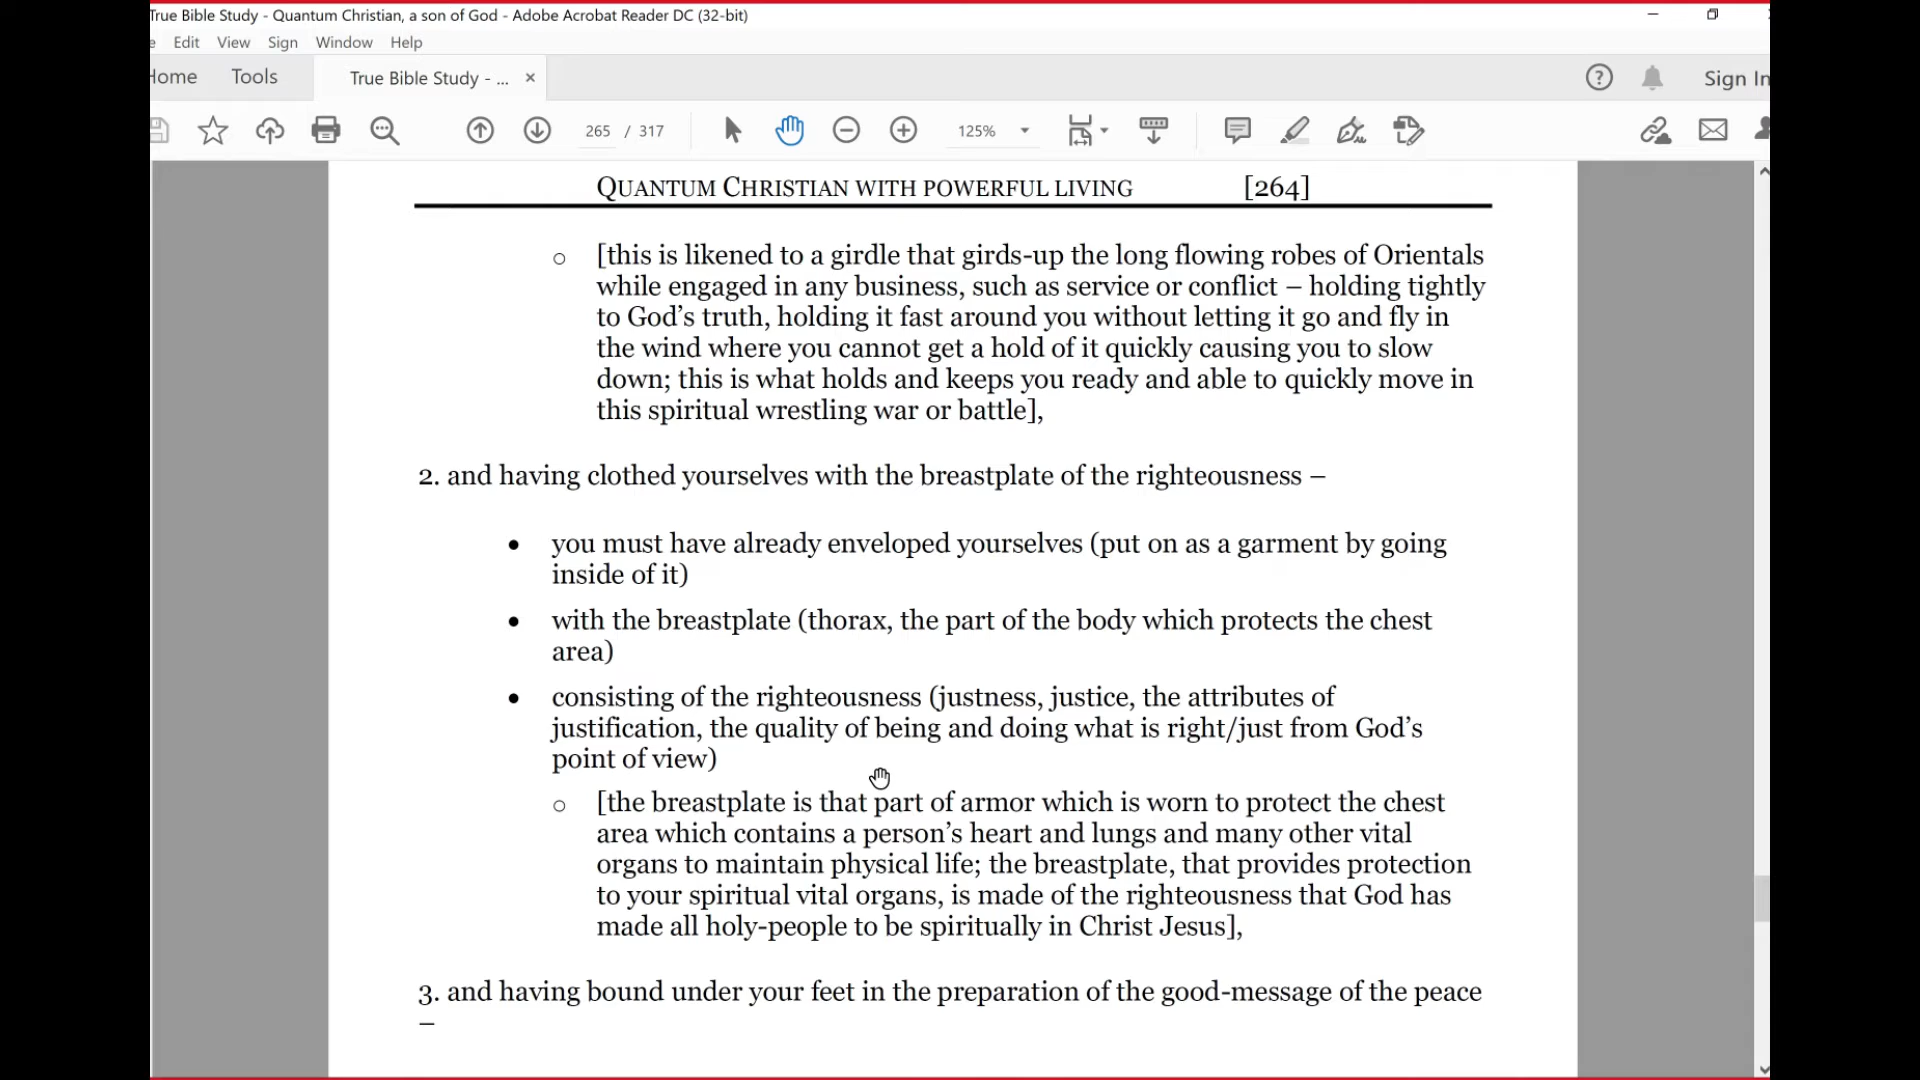 True Bible Study - Quantum Christian, a son of God - Adobe Acrobat Reader DC (32-bit)
e Edit View Sign Window Help
Home Tools True Bible Study - ... × Sign In
265 / 317 125%
QUANTUM CHRISTIAN WITH POWERFUL LIVING [264]
○ [this is likened to a girdle that girds-up the long flowing robes of Orientals
while engaged in any business, such as service or conflict – holding tightly
to God’s truth, holding it fast around you without letting it go and fly in
the wind where you cannot get a hold of it quickly causing you to slow
down; this is what holds and keeps you ready and able to quickly move in
this spiritual wrestling war or battle],
2. and having clothed yourselves with the breastplate of the righteousness –
• you must have already enveloped yourselves (put on as a garment by going
inside of it)
• with the breastplate (thorax, the part of the body which protects the chest
area)
• consisting of the righteousness (justness, justice, the attributes of
justification, the quality of being and doing what is right/just from God’s
point of view)
○ [the breastplate is that part of armor which is worn to protect the chest
area which contains a person’s heart and lungs and many other vital
organs to maintain physical life; the breastplate, that provides protection
to your spiritual vital organs, is made of the righteousness that God has
made all holy-people to be spiritually in Christ Jesus],
3. and having bound under your feet in the preparation of the good-message of the peace
–